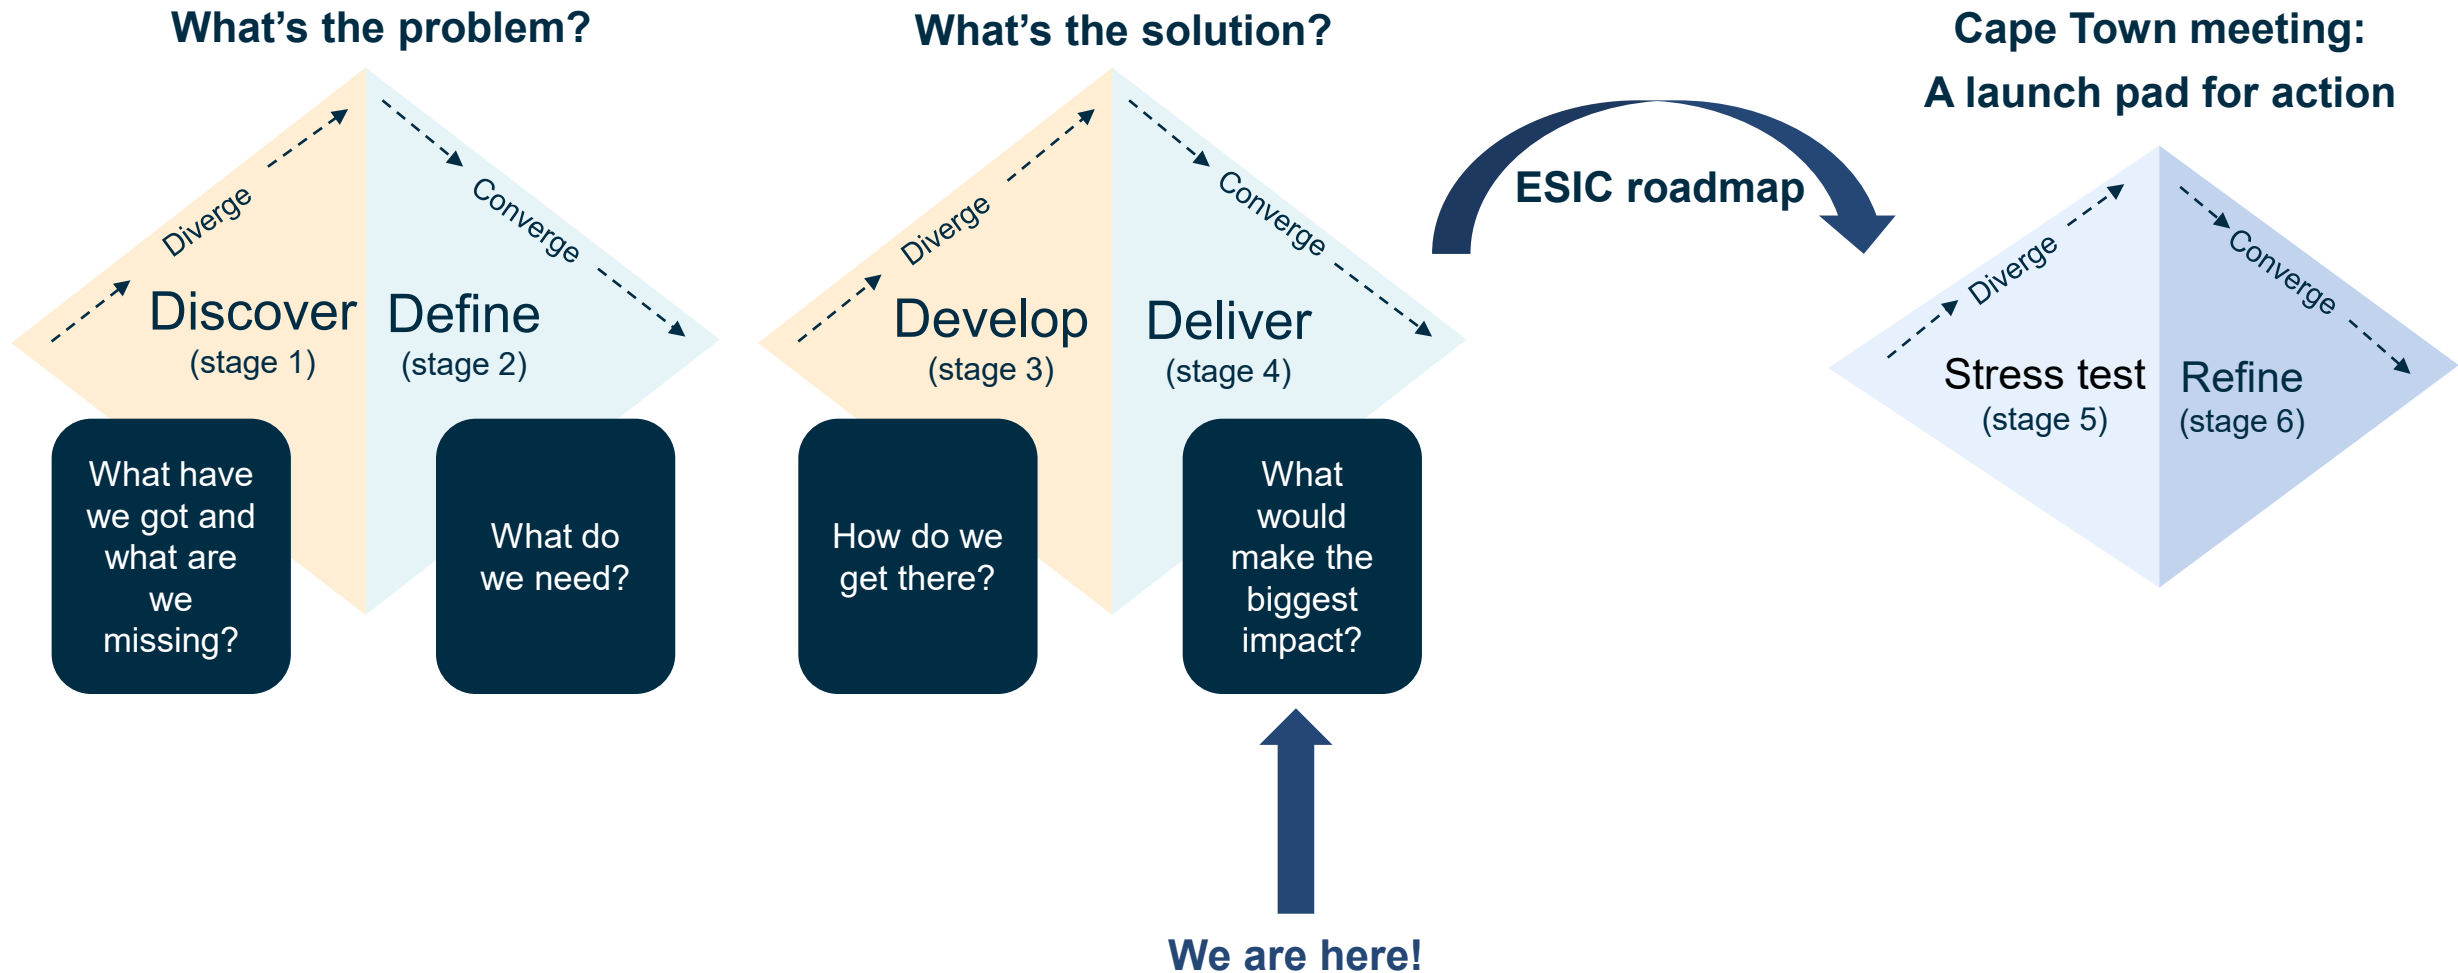 What’s the problem?
Diverge
Converge
Discover
(stage 1)
Define
(stage 2)
What have
we got and
what are
we
missing?
What do
we need?
What’s the solution?
Diverge
Converge
Develop
(stage 3)
Deliver
(stage 4)
How do we
get there?
What
would
make the
biggest
impact?
We are here!
ESIC roadmap
Cape Town meeting:
A launch pad for action
Diverge
Converge
Stress test
(stage 5)
Refine
(stage 6)